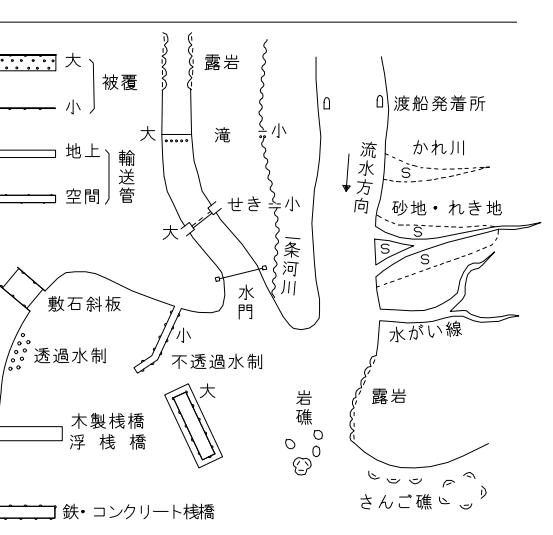 大
被覆
小
地上
輸送管
空間
露岩
大
滝
小
せき
小
大
一条河川
水門
渡船発着所
流水方向
かれ川
S
砂地・れき地
S
S
S
水がい線
敷石斜板
小
透過水制
不透過水制
大
木製桟橋
浮桟橋
岩礁
露岩
さんご礁
鉄・コンクリート桟橋